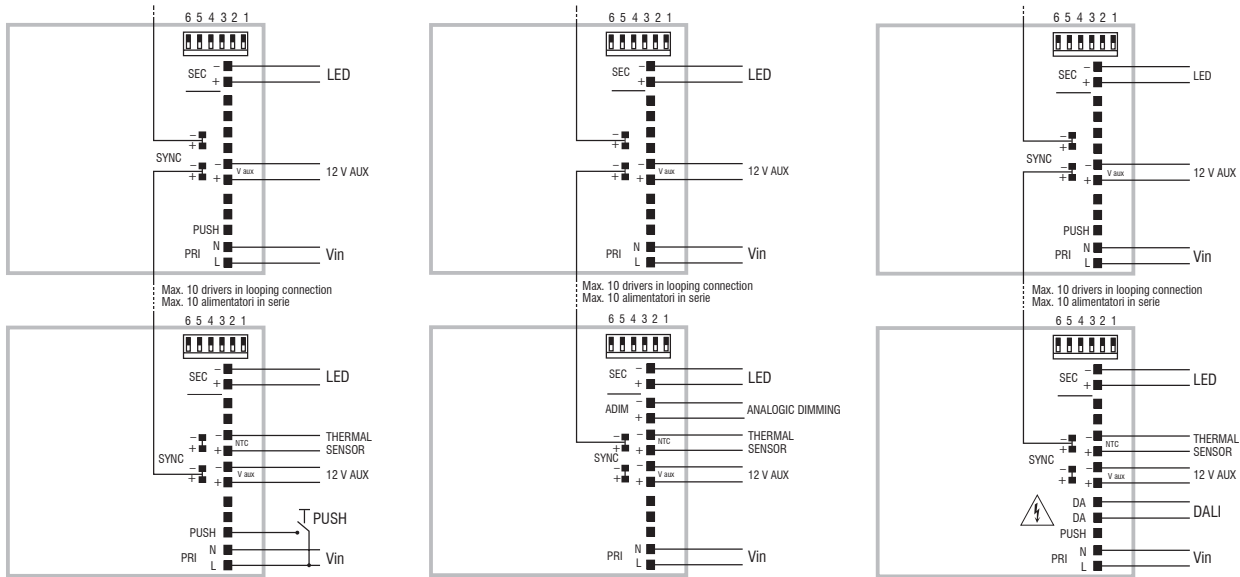 6 5 4 3 2 1
SEC
−
+
LED
−
+
SYNC
−
+
−
+
V aux
12 V AUX
PUSH
PRI
N
L
Vin
Max. 10 drivers in looping connection
Max. 10 alimentatori in serie
6 5 4 3 2 1
SEC
−
+
LED
−
+
SYNC
−
+
−
+
NTC
THERMAL
SENSOR
−
+
V aux
12 V AUX
PUSH
PUSH
PRI
N
L
Vin
6 5 4 3 2 1
SEC
−
+
LED
−
+
−
+
−
+
V aux
12 V AUX
PRI
N
L
Vin
Max. 10 drivers in looping connection
Max. 10 alimentatori in serie
6 5 4 3 2 1
SEC
−
+
LED
ADIM
−
+
ANALOGIC DIMMING
−
+
SYNC
−
+
−
+
NTC
THERMAL
SENSOR
−
+
V aux
12 V AUX
PRI
N
L
Vin
6 5 4 3 2 1
SEC
−
+
LED
−
+
SYNC
−
+
−
+
V aux
12 V AUX
PUSH
PRI
N
L
Vin
Max. 10 drivers in looping connection
Max. 10 alimentatori in serie
6 5 4 3 2 1
SEC
−
+
LED
−
+
SYNC
−
+
−
+
NTC
THERMAL
SENSOR
−
+
V aux
12 V AUX
DA
DA
DALI
PUSH
PRI
N
L
Vin